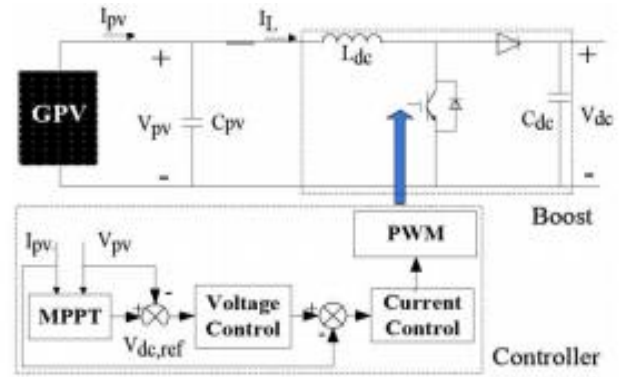 Ipv
IL
+
Ldc
+
GPV
Vpv
Cpv
Cdc
Vdc
-
-
Boost
PWM
Ipv
Vpv
-
MPPT
+
Voltage
Control
+
-
Current
Control
Vdc,ref
Controller